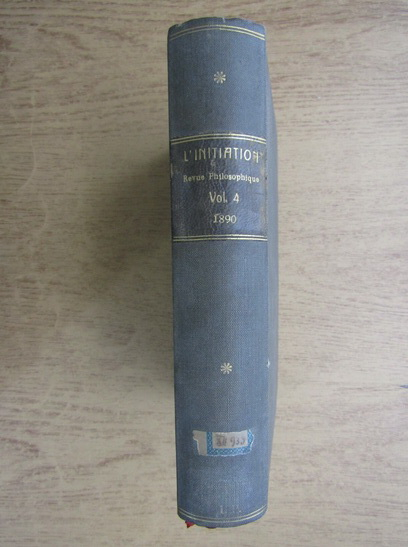 L'INITIATION
Revue Philosophique
Vol. 4
1890